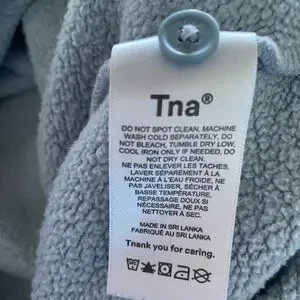 Tna®
DO NOT SPOT CLEAN, MACHINE
WASH COLD SEPARATELY, DO
NOT BLEACH, TUMBLE DRY LOW,
COOL IRON ONLY IF NEEDED, DO
NOT DRY CLEAN.
NE PAS ENLEVER LES TACHES,
LAVER SÉPARÉMENT À LA
MACHINE À L'EAU FROIDE, NE
PAS JAVELISER, SÉCHER À
BASSE TEMPÉRATURE,
REPASSAGE DOUX SI
NÉCESSAIRE, NE PAS
NETTOYER À SEC.
MADE IN SRI LANKA
FABRIQUÉ AU SRI LANKA
Thank you for caring.